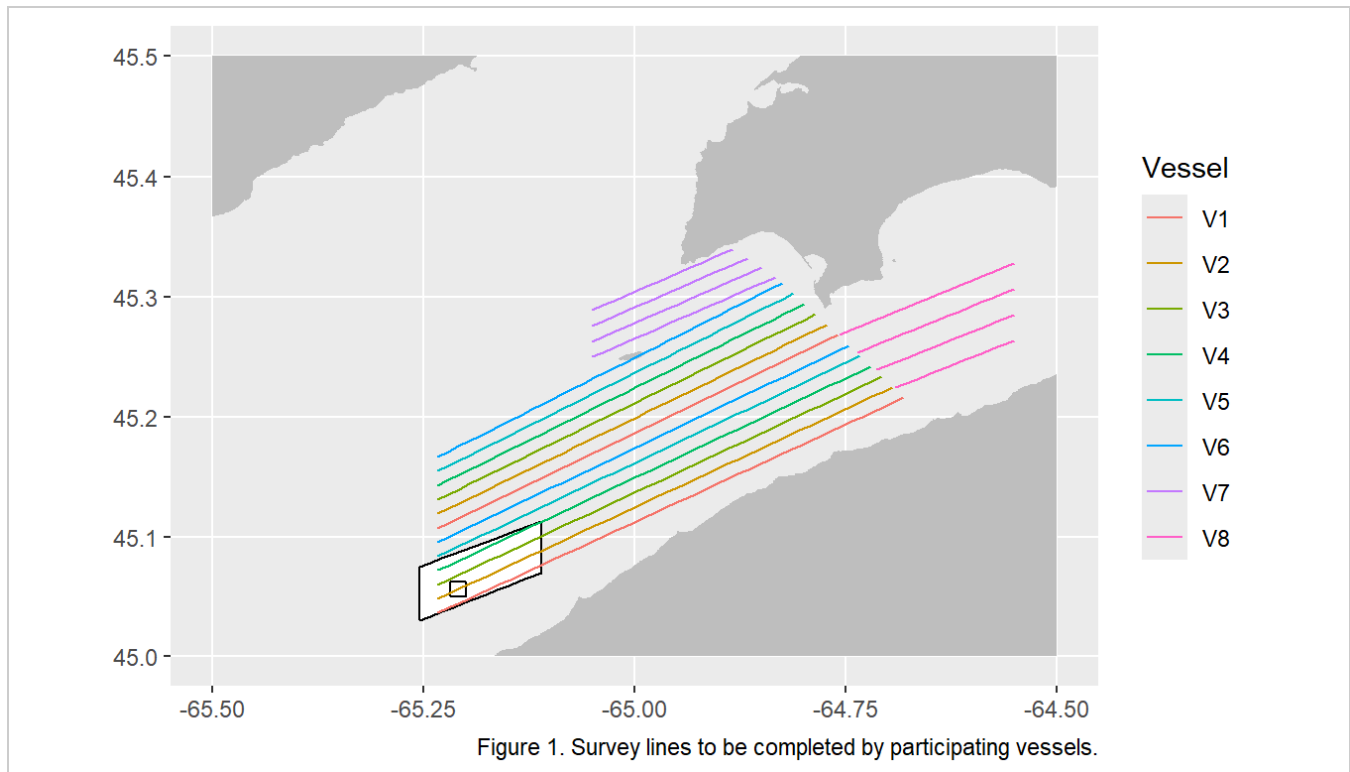 45.5
45.4
45.3
45.2
45.1
45.0
-65.50
-65.25
-65.00
-64.75
-64.50
Vessel
V1
V2
V3
V4
V5
V6
V7
V8
Figure 1. Survey lines to be completed by participating vessels.